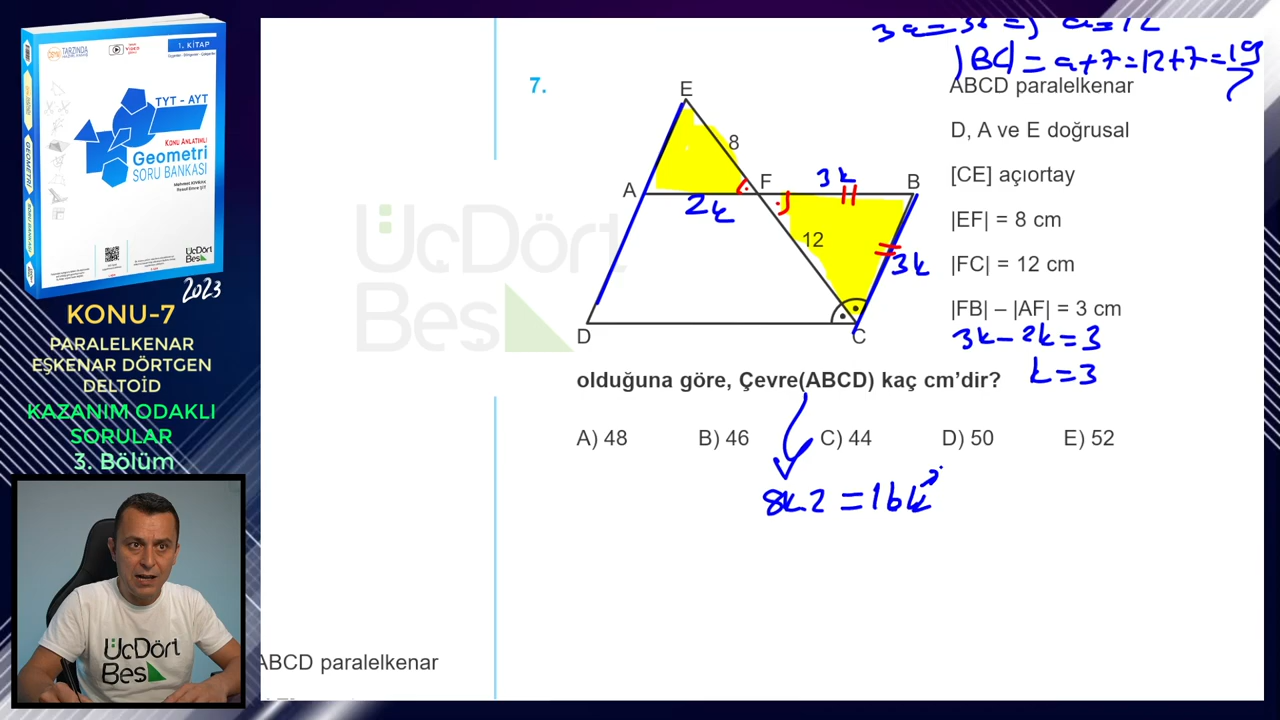 TARZINDA
1. KİTAP
TYT - AYT
KONU ANLATIMLI
Geometri
SORU BANKASI
GEOMETRİ
ÜçDört
Beş
2023
KONU-7
PARALELKENAR
EŞKENAR DÖRTGEN
DELTOİD
KAZANIM ODAKLI
SORULAR
3. Bölüm
ÜçDört
Beş
ÜçDört
Beş
|BC| = a+7=12+7=19
7.
E
8
A
F
3k
B
2k
12
3k
D
C
ABCD paralelkenar
D, A ve E doğrusal
[CE] açıortay
|EF| = 8 cm
|FC| = 12 cm
|FB| – |AF| = 3 cm
3k-2k=3
k=3
olduğuna göre, Çevre(ABCD) kaç cm'dir?
A) 48 B) 46 C) 44 D) 50 E) 52
8k.2=16k
ABCD paralelkenar